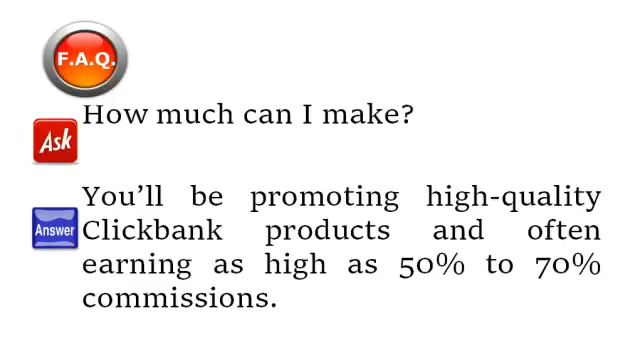 F.A.Q.
How much can I make?
Ask
You’ll be promoting high-quality
Answer
Clickbank products and often
earning as high as 50% to 70%
commissions.